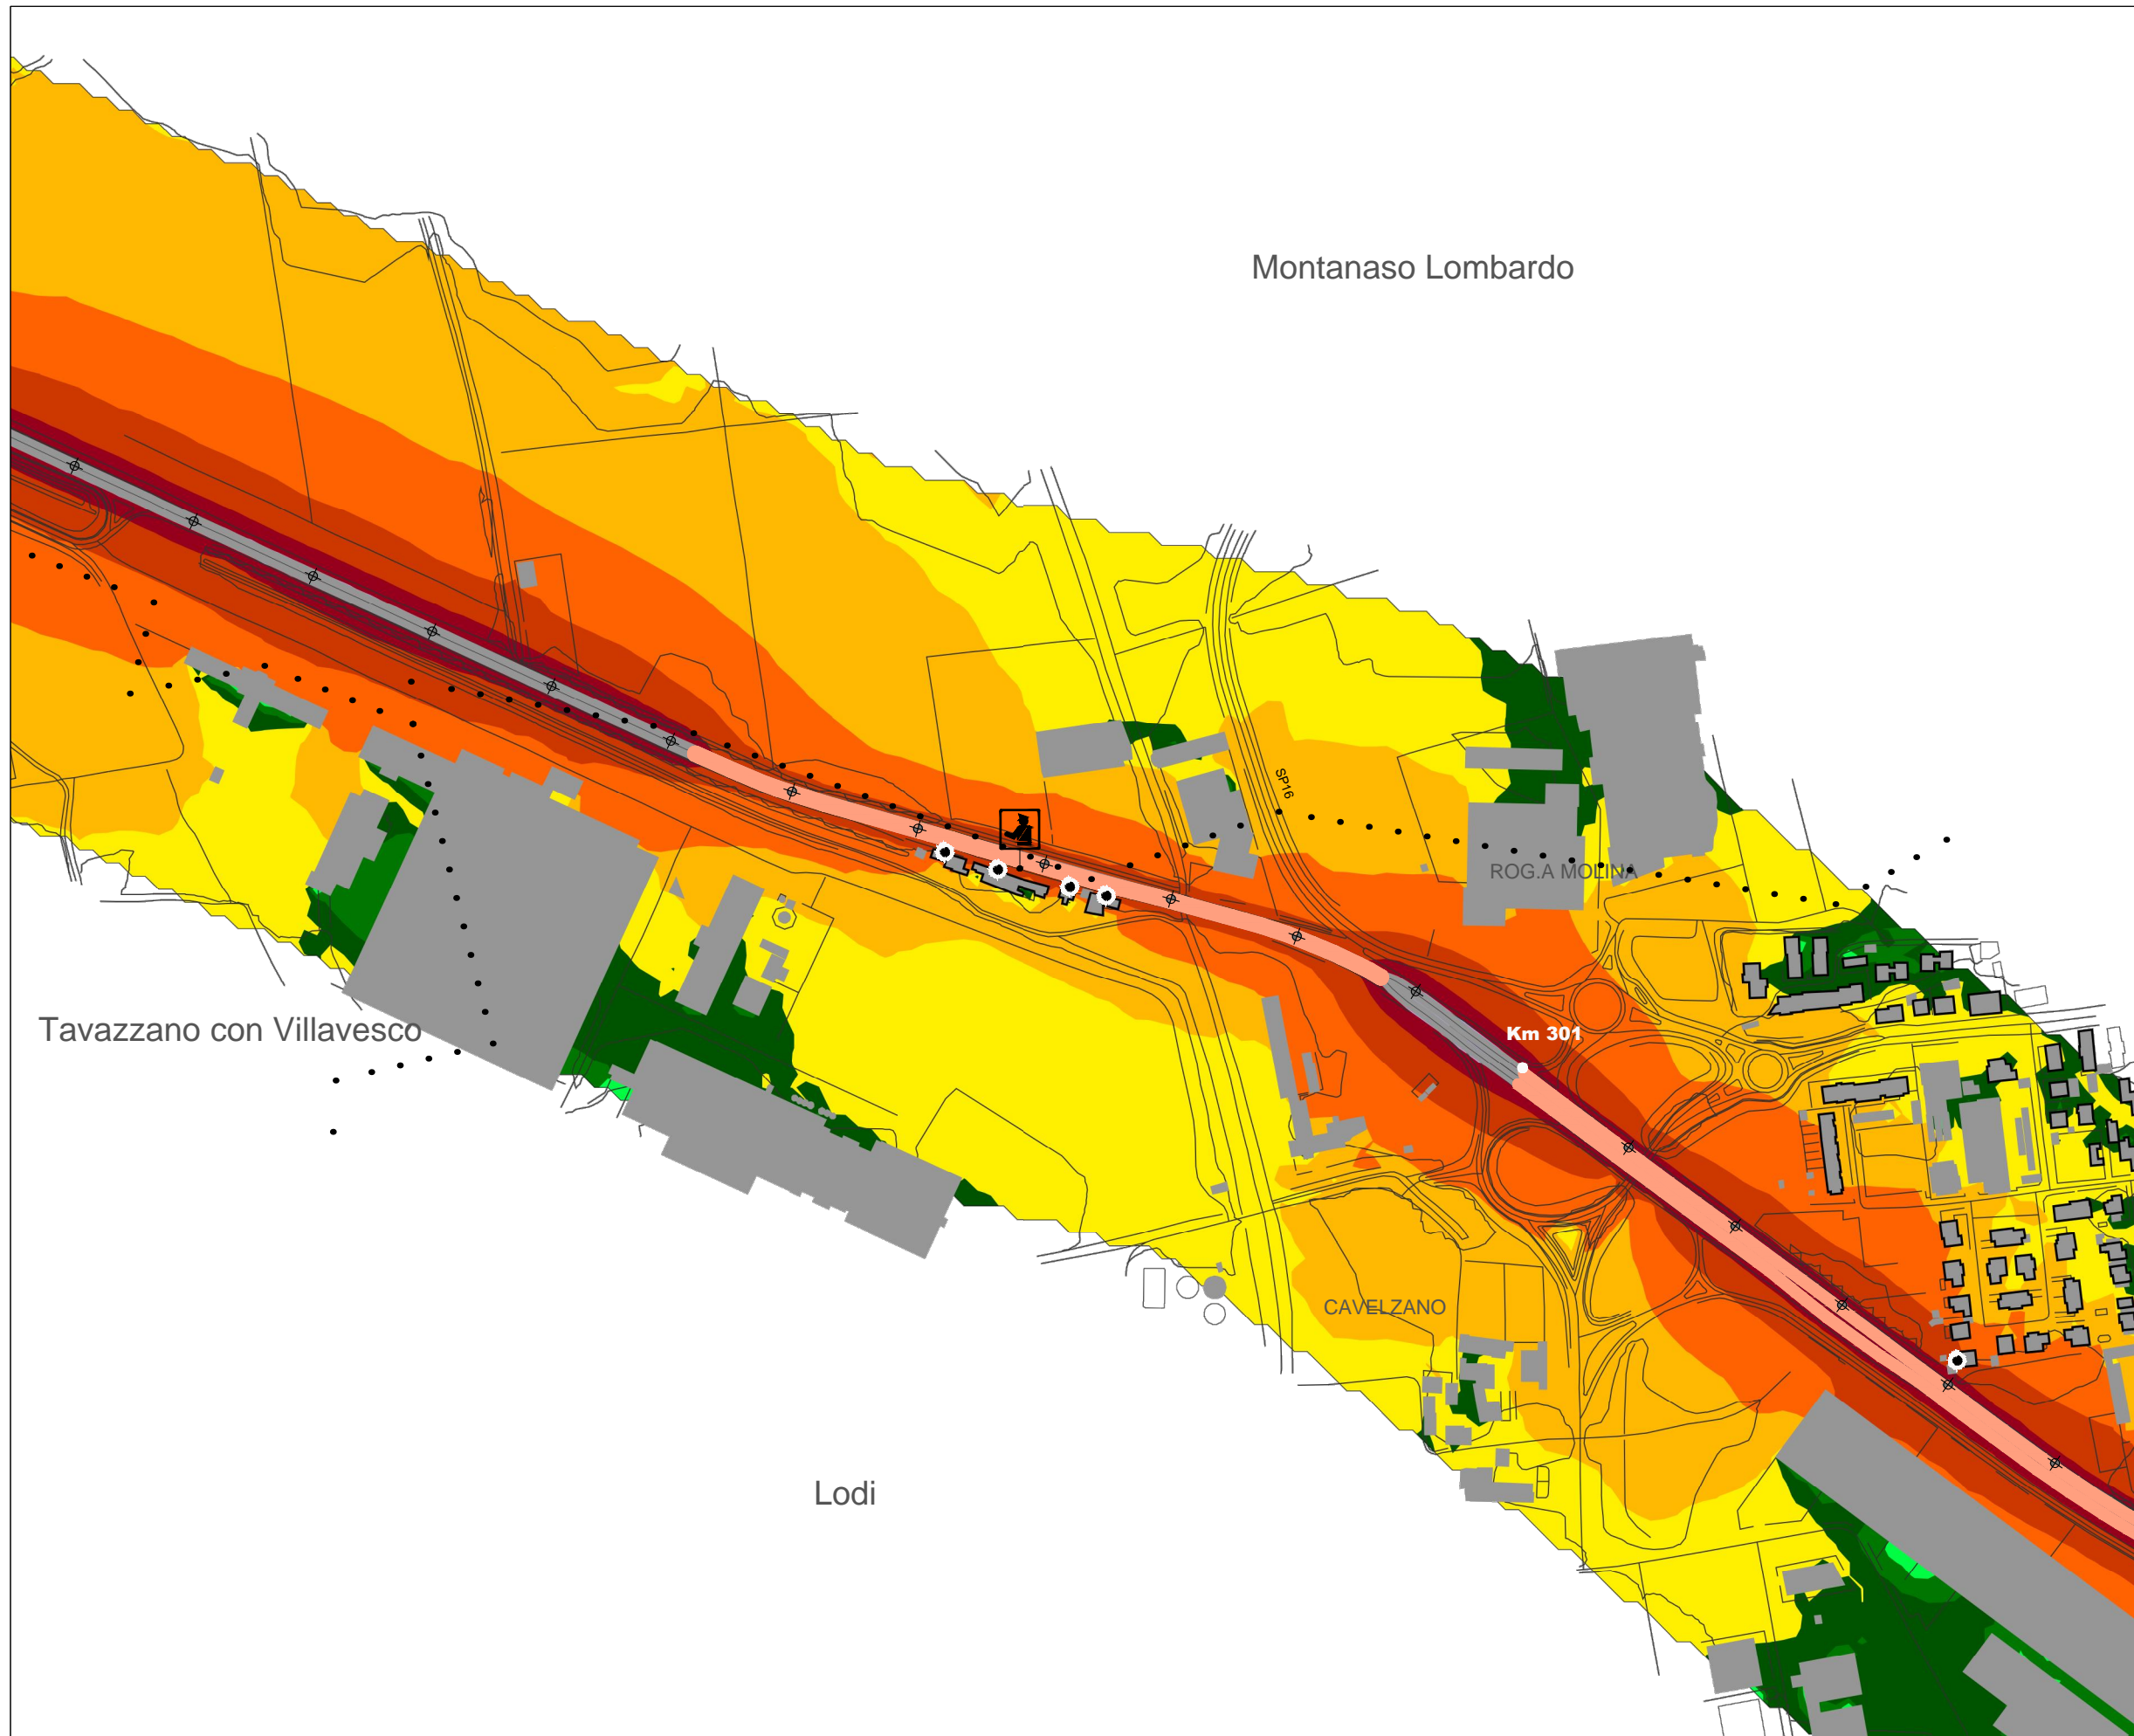 Montanaso Lombardo
SP16
ROG.A MOLINA
Tavazzano con Villavesco
Km 301
CAVELZANO
Lodi